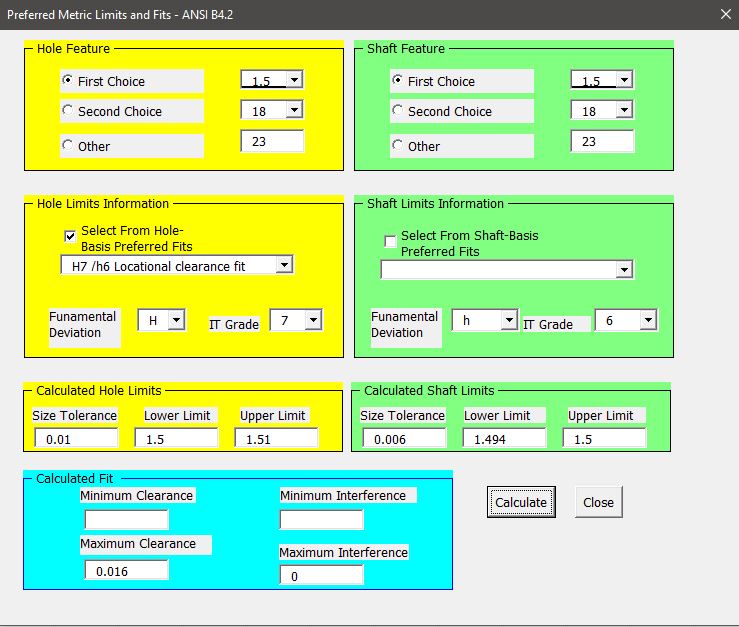 Preferred Metric Limits and Fits - ANSI B4.2
Hole Feature
First Choice 1.5
Second Choice 18
Other 23
Shaft Feature
First Choice 1.5
Second Choice 18
Other 23
Hole Limits Information
Select From Hole-
Basis Preferred Fits
H7 /h6 Locational clearance fit
Funamental
Deviation
H
IT Grade 7
Shaft Limits Information
Select From Shaft-Basis
Preferred Fits
Funamental
Deviation
h
IT Grade 6
Calculated Hole Limits
Size Tolerance Lower Limit Upper Limit
0.01 1.5 1.51
Calculated Shaft Limits
Size Tolerance Lower Limit Upper Limit
0.006 1.494 1.5
Calculated Fit
Minimum Clearance Minimum Interference
Maximum Clearance Maximum Interference
0.016 0
Calculate Close